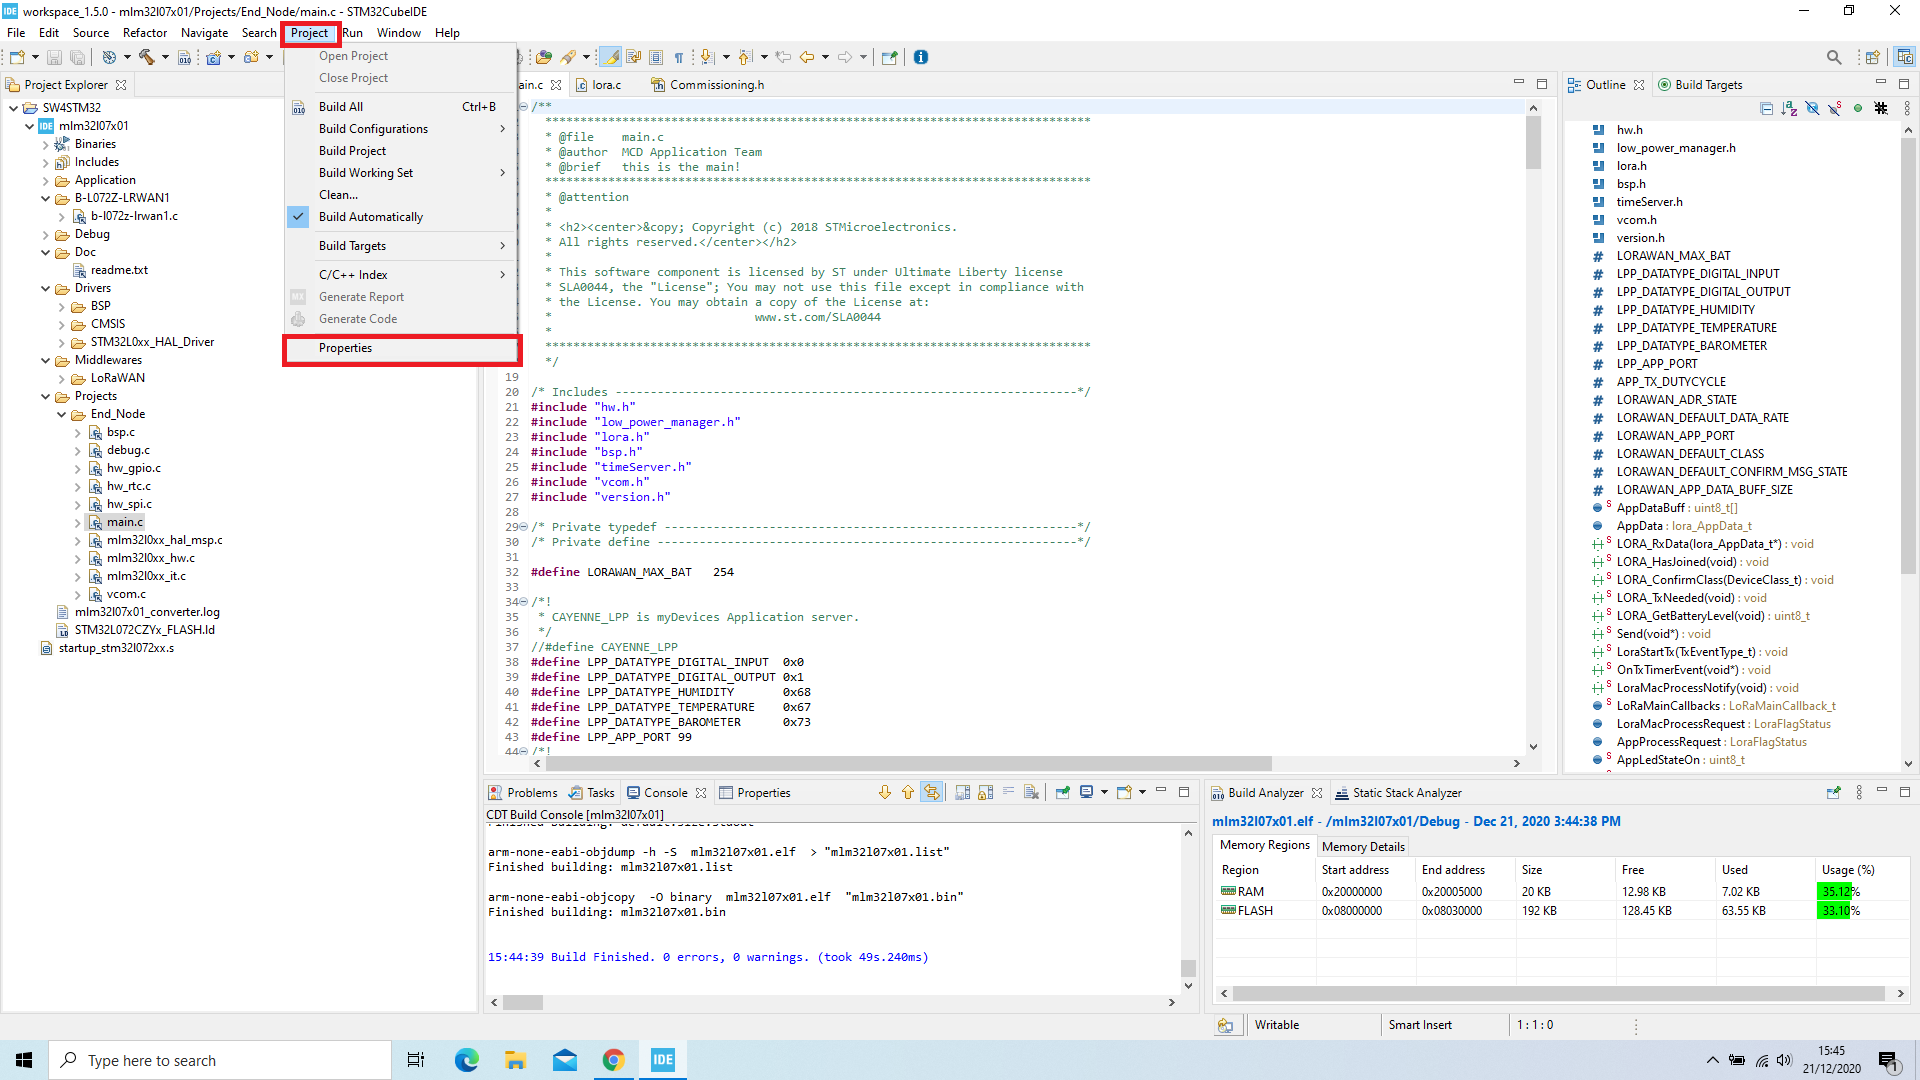 IDE workspace_1.5.0 - mlm32l07x01/Projects/End_Node/main.c - STM32CubeIDE
File Edit Source Refactor Navigate Search Project Run Window Help
Project Explorer
SW4STM32
IDE mlm32l07x01
Binaries
Includes
Application
B-L072Z-LRWAN1
b-l072z-lrwan1.c
Debug
Doc
readme.txt
Drivers
BSP
CMSIS
STM32L0xx_HAL_Driver
Middlewares
LoRaWAN
Projects
End_Node
bsp.c
debug.c
hw_gpio.c
hw_rtc.c
hw_spi.c
main.c
mlm32l0xx_hal_msp.c
mlm32l0xx_hw.c
mlm32l0xx_it.c
vcom.c
mlm32l07x01_converter.log
STM32L072CZYx_FLASH.ld
startup_stm32l072xx.s
Open Project
Close Project
Build All Ctrl+B
Build Configurations
Build Project
Build Working Set
Clean...
Build Automatically
Build Targets
C/C++ Index
Generate Report
Generate Code
Properties
ain.c lora.c Commissioning.h
/**
******************************************************************************
* @file main.c
* @author MCD Application Team
* @brief this is the main!
******************************************************************************
* @attention
*
* <h2><center>&copy; Copyright (c) 2018 STMicroelectronics.
* All rights reserved.</center></h2>
*
* This software component is licensed by ST under Ultimate Liberty license
* SLA0044, the "License"; You may not use this file except in compliance with
* the License. You may obtain a copy of the License at:
* www.st.com/SLA0044
*
******************************************************************************
*/
19
20 /* Includes ------------------------------------------------------------------*/
21 #include "hw.h"
22 #include "low_power_manager.h"
23 #include "lora.h"
24 #include "bsp.h"
25 #include "timeServer.h"
26 #include "vcom.h"
27 #include "version.h"
28
29 /* Private typedef -----------------------------------------------------------*/
30 /* Private define ------------------------------------------------------------*/
31
32 #define LORAWAN_MAX_BAT 254
33
34 /*!
35 * CAYENNE_LPP is myDevices Application server.
36 */
37 //#define CAYENNE_LPP
38 #define LPP_DATATYPE_DIGITAL_INPUT 0x0
39 #define LPP_DATATYPE_DIGITAL_OUTPUT 0x1
40 #define LPP_DATATYPE_HUMIDITY 0x68
41 #define LPP_DATATYPE_TEMPERATURE 0x67
42 #define LPP_DATATYPE_BAROMETER 0x73
43 #define LPP_APP_PORT 99
44 /*!
Outline Build Targets
hw.h
low_power_manager.h
lora.h
bsp.h
timeServer.h
vcom.h
version.h
# LORAWAN_MAX_BAT
# LPP_DATATYPE_DIGITAL_INPUT
# LPP_DATATYPE_DIGITAL_OUTPUT
# LPP_DATATYPE_HUMIDITY
# LPP_DATATYPE_TEMPERATURE
# LPP_DATATYPE_BAROMETER
# LPP_APP_PORT
# APP_TX_DUTYCYCLE
# LORAWAN_ADR_STATE
# LORAWAN_DEFAULT_DATA_RATE
# LORAWAN_APP_PORT
# LORAWAN_DEFAULT_CLASS
# LORAWAN_DEFAULT_CONFIRM_MSG_STATE
# LORAWAN_APP_DATA_BUFF_SIZE
AppDataBuff : uint8_t[]
AppData : lora_AppData_t
S LORA_RxData(lora_AppData_t*) : void
S LORA_HasJoined(void) : void
S LORA_ConfirmClass(DeviceClass_t) : void
S LORA_TxNeeded(void) : void
S LORA_GetBatteryLevel(void) : uint8_t
S Send(void*) : void
S LoraStartTx(TxEventType_t) : void
S OnTxTimerEvent(void*) : void
S LoraMacProcessNotify(void) : void
S LoRaMainCallbacks : LoRaMainCallback_t
LoraMacProcessRequest : LoraFlagStatus
AppProcessRequest : LoraFlagStatus
S AppLedStateOn : uint8_t
Problems Tasks Console Properties
CDT Build Console [mlm32l07x01]
Finished building: default.size.stdout
arm-none-eabi-objdump -h -S mlm32l07x01.elf > "mlm32l07x01.list"
Finished building: mlm32l07x01.list
arm-none-eabi-objcopy -O binary mlm32l07x01.elf "mlm32l07x01.bin"
Finished building: mlm32l07x01.bin
15:44:39 Build Finished. 0 errors, 0 warnings. (took 49s.240ms)
Build Analyzer Static Stack Analyzer
mlm32l07x01.elf - /mlm32l07x01/Debug - Dec 21, 2020 3:44:38 PM
Memory Regions Memory Details
Region Start address End address Size Free Used Usage (%)
RAM 0x20000000 0x20005000 20 KB 12.98 KB 7.02 KB 35.12%
FLASH 0x08000000 0x08030000 192 KB 128.45 KB 63.55 KB 33.10%
Writable Smart Insert 1 : 1 : 0
Type here to search
IDE
15:45
21/12/2020
1